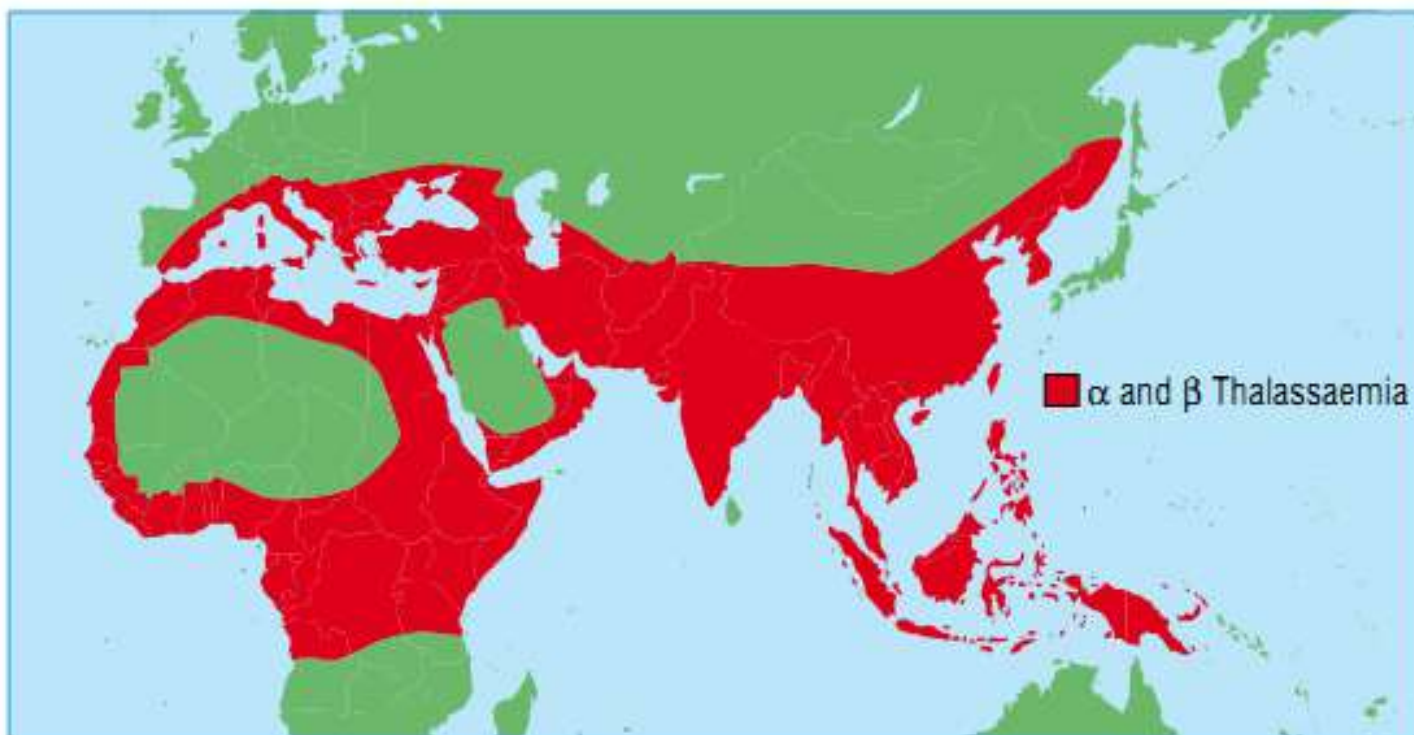 α and β Thalassaemia